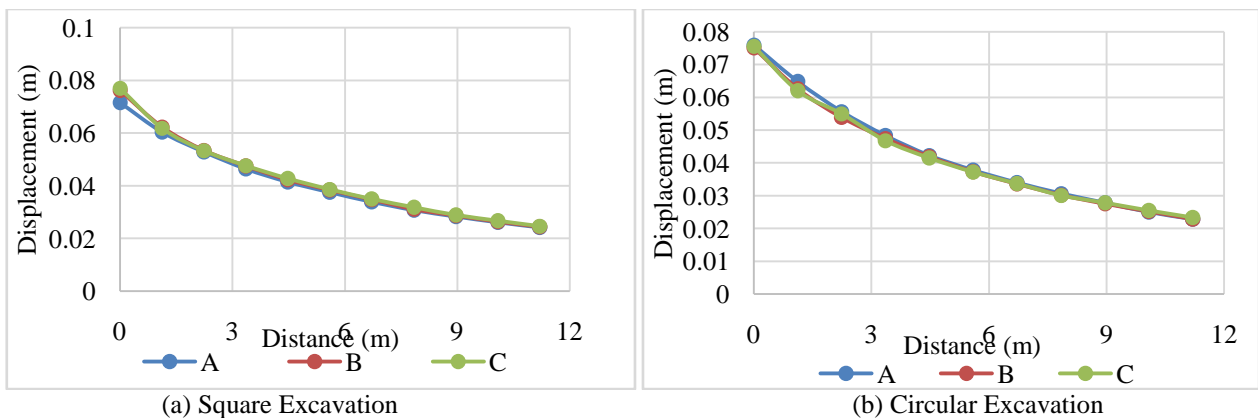 0.1
0.08
0.06
0.04
0.02
0
Displacement (m)
0 3 6 9 12
Distance (m)
A B C
(a) Square Excavation
0.08
0.07
0.06
0.05
0.04
0.03
0.02
0.01
0
Displacement (m)
0 3 6 9 12
Distance (m)
A B C
(b) Circular Excavation